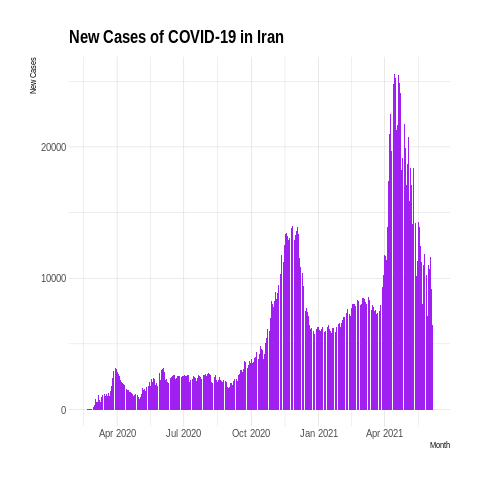 New Cases of COVID-19 in Iran
New Cases
20000
10000
0
Apr 2020 Jul 2020 Oct 2020 Jan 2021 Apr 2021
Month